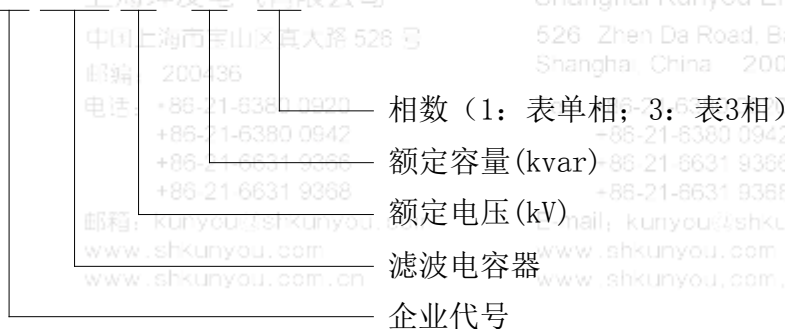 中国上海市宝山区真大路 526 号
526 Zhen Da Road, Ba
邮编: 200436
Shanghai China 200
相数（1: 表单相; 3: 表3相）
电话: +86-21-6380 0920
+86-21-6380 0942
+86-21-6380 0942
额定容量(kvar)
+86-21-6631 9366
+86-21-6631 9366
+86-21-6631 9368
+86-21-6631 9368
额定电压(kV)
www.shkunyou.com
www.shkunyou.com
滤波电容器
www.shkunyou.com.cn
www.shkunyou.com.
企业代号